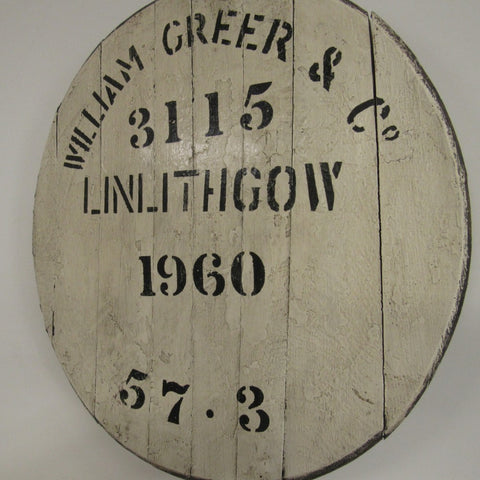 WILLIAM GREER & Co
3115
LINLITHGOW
1960
57.3